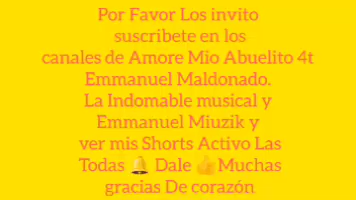 Por Favor Los invito
suscribete en los
canales de Amore Mio Abuelito 4t
Emmanuel Maldonado.
La Indomable musical y
Emmanuel Miuzik y
ver mis Shorts Activo Las
Todas 🔔 Dale 👍Muchas
gracias De corazón